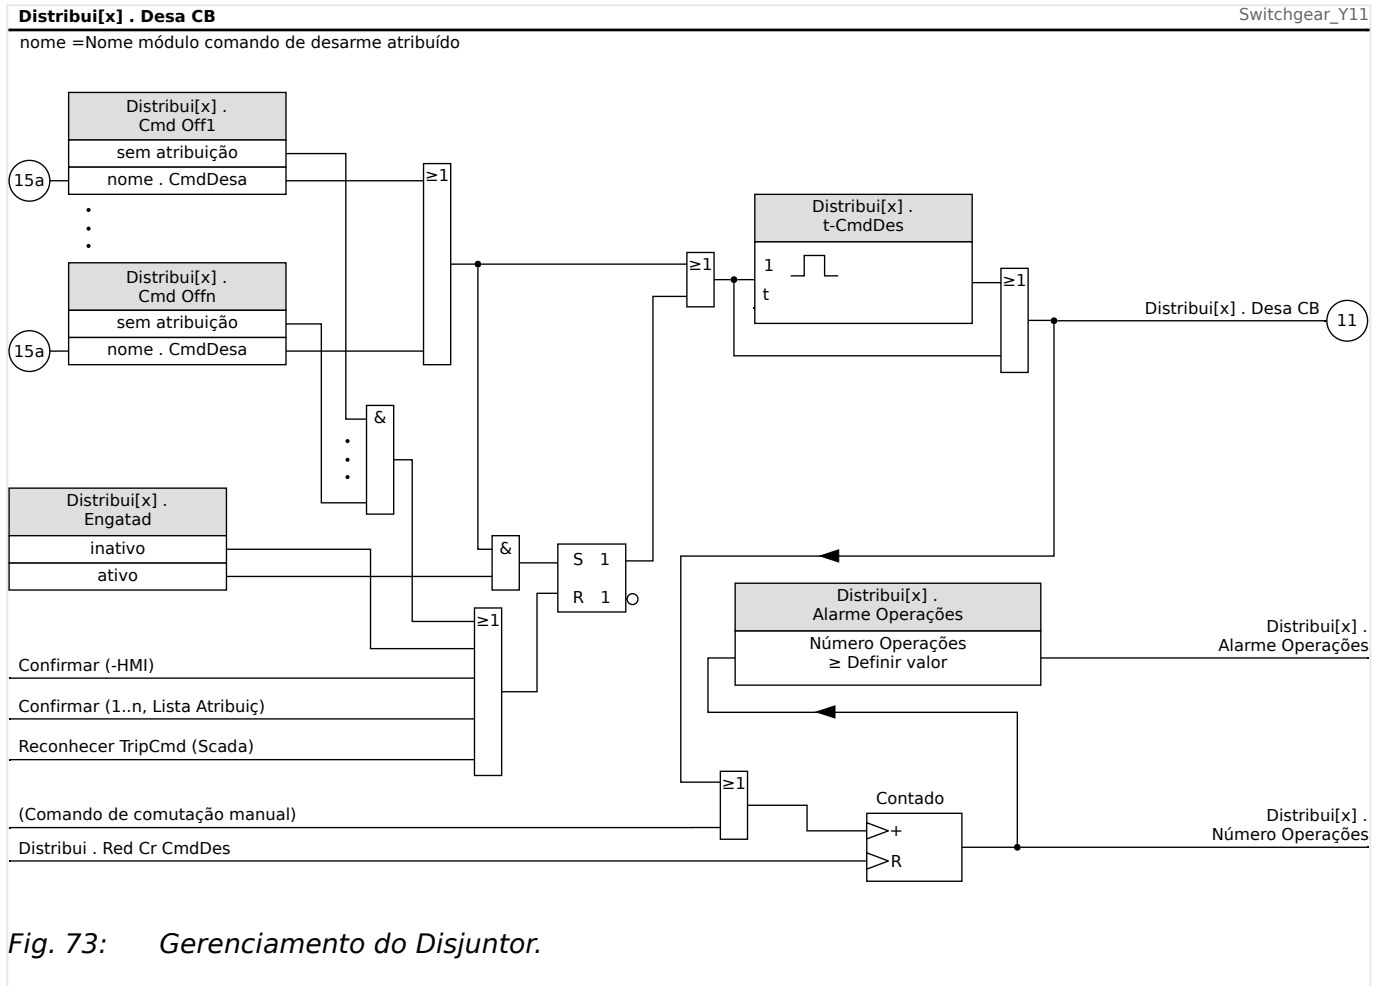 Distribui[x] . Desa CB
Switchgear_Y11
nome =Nome módulo comando de desarme atribuído
Distribui[x] .
Cmd Off1
sem atribuição
15a
nome . CmdDesa
≥1
Distribui[x] .
t-CmdDes
1
t
≥1
≥1
Distribui[x] . Desa CB
11
Distribui[x] .
Cmd Offn
sem atribuição
15a
nome . CmdDesa
&
Distribui[x] .
Engatad
inativo
ativo
&
S 1
R 1
≥1
Distribui[x] .
Alarme Operações
Número Operações
≥ Definir valor
Distribui[x] .
Alarme Operações
Confirmar (-HMI)
Confirmar (1..n, Lista Atribuiç)
Reconhecer TripCmd (Scada)
≥1
(Comando de comutação manual)
Distribui . Red Cr CmdDes
Contado
+
R
Distribui[x] .
Número Operações
Fig. 73: Gerenciamento do Disjuntor.